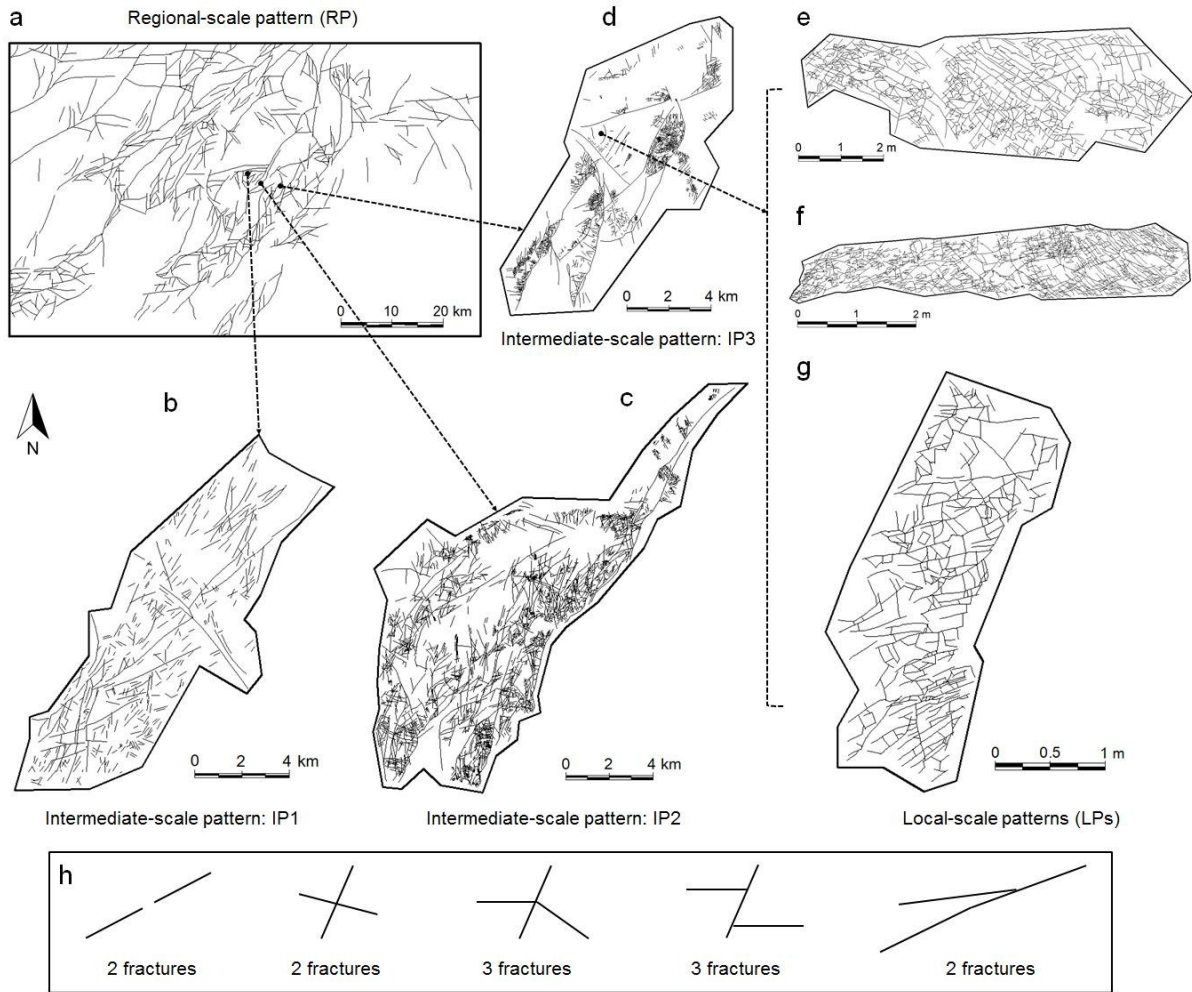 a
Regional-scale pattern (RP)
0 10 20 km
d
0 2 4 km
Intermediate-scale pattern: IP3
e
0 1 2 m
f
0 1 2 m
g
0 0.5 1 m
Local-scale patterns (LPs)
N
b
0 2 4 km
Intermediate-scale pattern: IP1
c
0 2 4 km
Intermediate-scale pattern: IP2
h
2 fractures
2 fractures
3 fractures
3 fractures
2 fractures